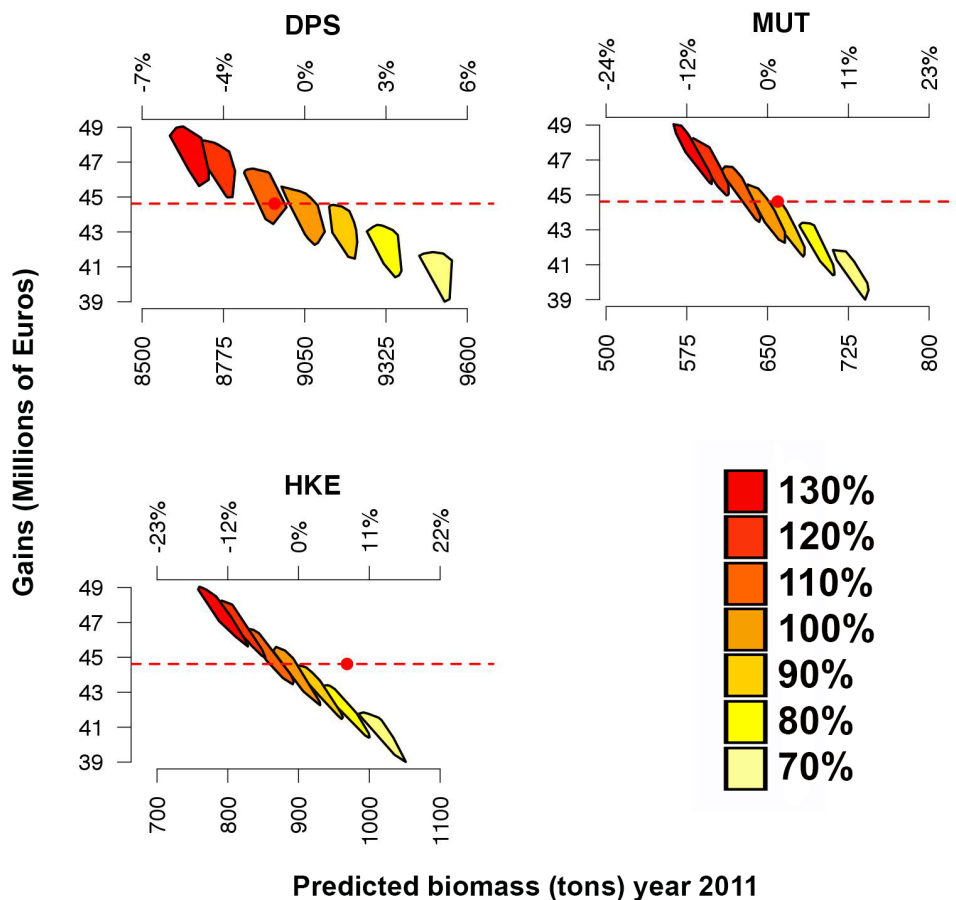 DPS
-7% -4% 0% 3% 6%
49
47
45
43
41
39
8500 8775 9050 9325 9600
MUT
-24% -12% 0% 11% 23%
49
47
45
43
41
39
500 575 650 725 800
Gains (Millions of Euros)
HKE
-23% -12% 0% 11% 22%
49
47
45
43
41
39
700 800 900 1000 1100
130%
120%
110%
100%
90%
80%
70%
Predicted biomass (tons) year 2011